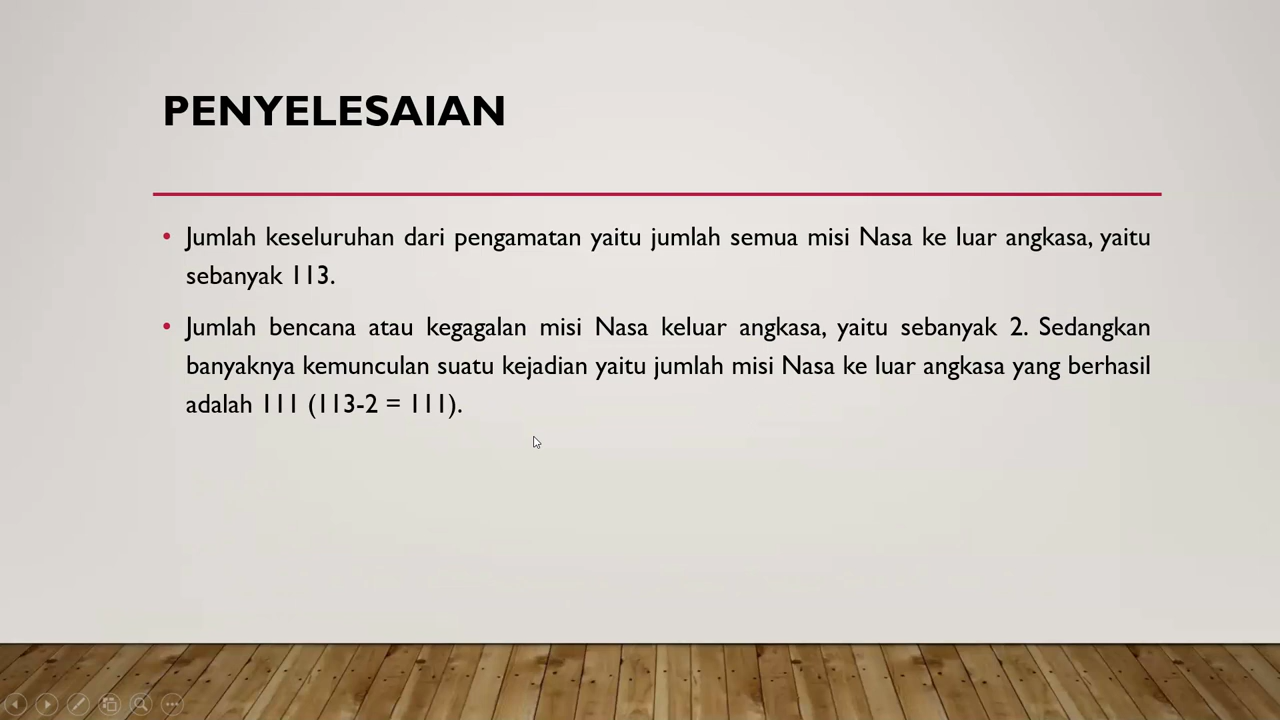 PENYELESAIAN
• Jumlah keseluruhan dari pengamatan yaitu jumlah semua misi Nasa ke luar angkasa, yaitu
sebanyak 113.
• Jumlah bencana atau kegagalan misi Nasa keluar angkasa, yaitu sebanyak 2. Sedangkan
banyaknya kemunculan suatu kejadian yaitu jumlah misi Nasa ke luar angkasa yang berhasil
adalah 111 (113-2 = 111).